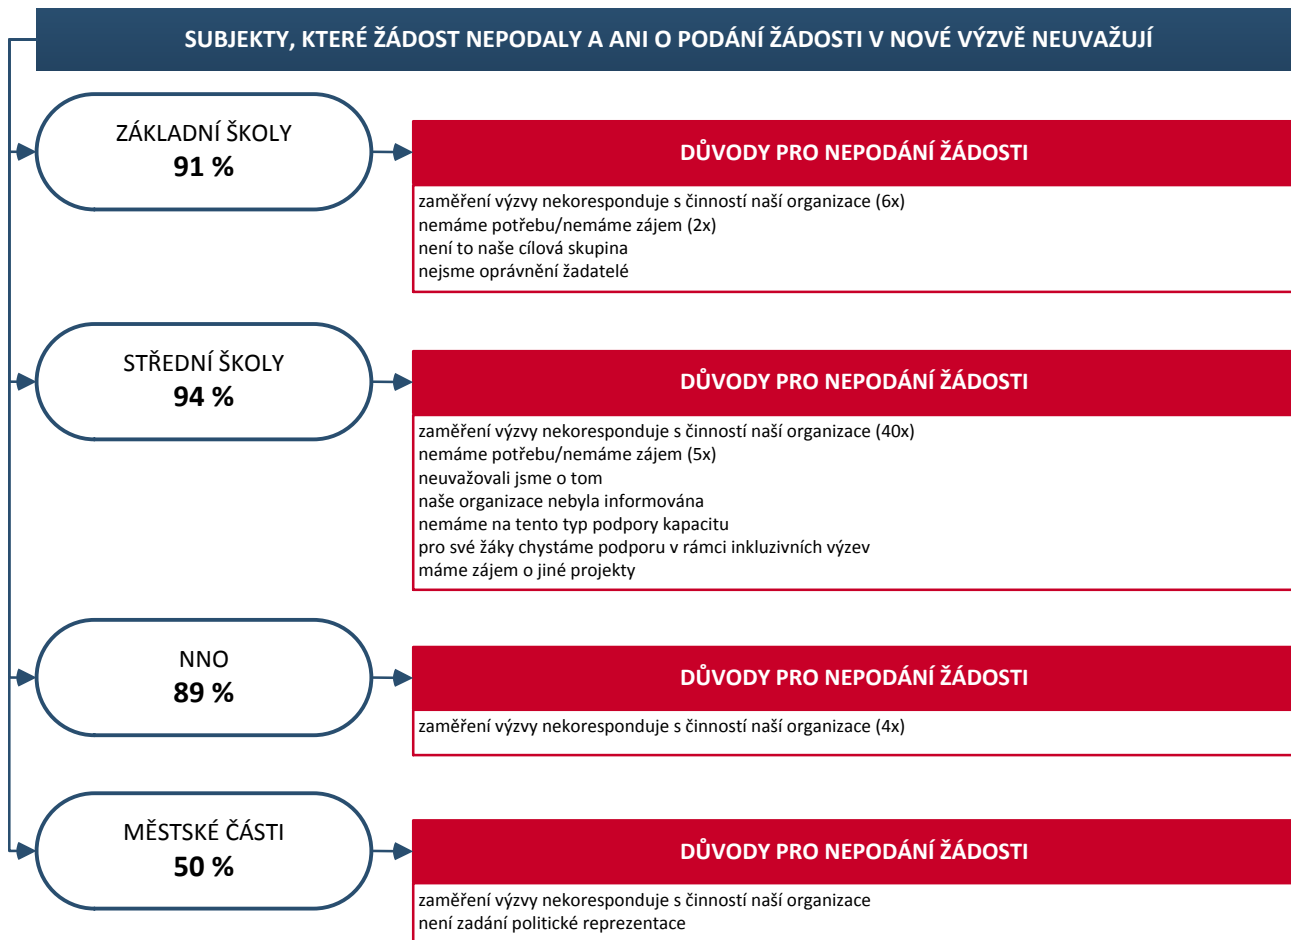 SUBJEKTY, KTERÉ ŽÁDOST NEPODALY A ANI O PODÁNÍ ŽÁDOSTI V NOVÉ VÝZVĚ NEUVAŽUJÍ
ZÁKLADNÍ ŠKOLY
91 %
DŮVODY PRO NEPODÁNÍ ŽÁDOSTI
zaměření výzvy nekoresponduje s činností naší organizace (6x)
nemáme potřebu/nemáme zájem (2x)
není to naše cílová skupina
nejsme oprávnění žadatelé
STŘEDNÍ ŠKOLY
94 %
DŮVODY PRO NEPODÁNÍ ŽÁDOSTI
zaměření výzvy nekoresponduje s činností naší organizace (40x)
nemáme potřebu/nemáme zájem (5x)
neuvažovali jsme o tom
naše organizace nebyla informována
nemáme na tento typ podpory kapacitu
pro své žáky chystáme podporu v rámci inkluzivních výzev
máme zájem o jiné projekty
NNO
89 %
DŮVODY PRO NEPODÁNÍ ŽÁDOSTI
zaměření výzvy nekoresponduje s činností naší organizace (4x)
MĚSTSKÉ ČÁSTI
50 %
DŮVODY PRO NEPODÁNÍ ŽÁDOSTI
zaměření výzvy nekoresponduje s činností naší organizace
není zadání politické reprezentace